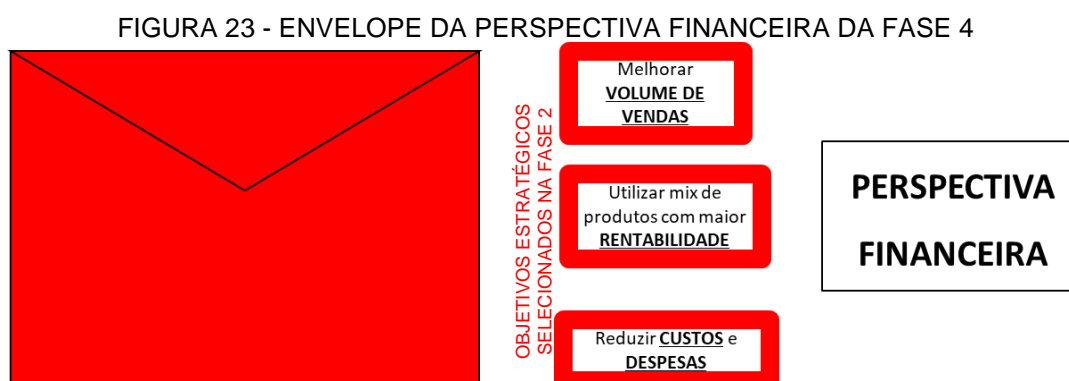 FIGURA 23 - ENVELOPE DA PERSPECTIVA FINANCEIRA DA FASE 4
OBJETIVOS ESTRATÉGICOS
SELECIONADOS NA FASE 2
Melhorar
VOLUME DE
VENDAS
Utilizar mix de
produtos com maior
RENTABILIDADE
Reduzir CUSTOS e
DESPESAS
PERSPECTIVA
FINANCEIRA